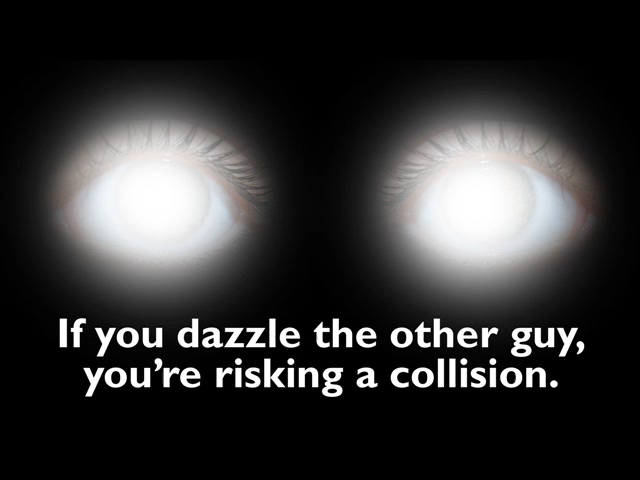 If you dazzle the other guy,
you’re risking a collision.